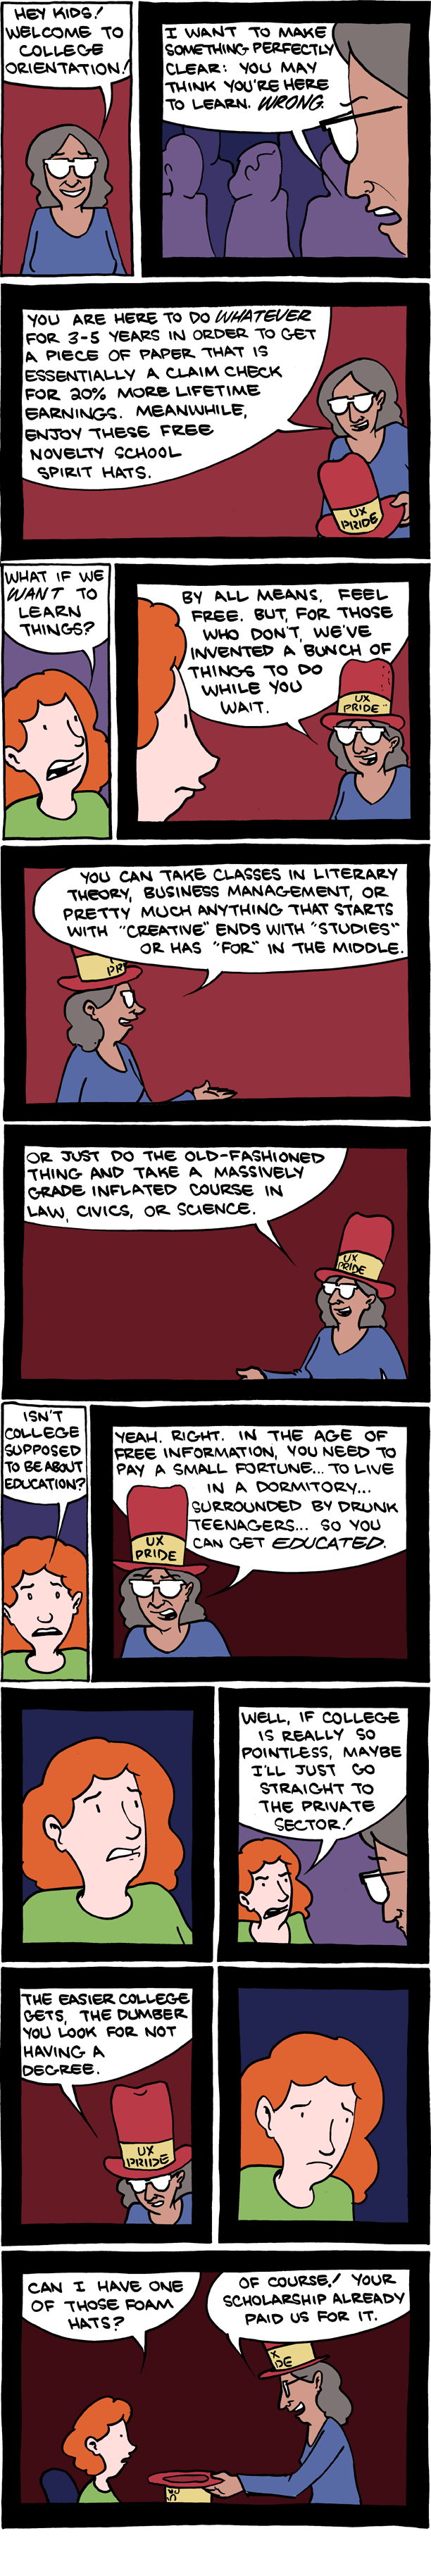 HEY KIDS!
WELCOME TO
COLLEGE
ORIENTATION!
I WANT TO MAKE
SOMETHING PERFECTLY
CLEAR: YOU MAY
THINK YOU'RE HERE
TO LEARN. WRONG.
YOU ARE HERE TO DO WHATEVER
FOR 3-5 YEARS IN ORDER TO GET
A PIECE OF PAPER THAT IS
ESSENTIALLY A CLAIM CHECK
FOR 20% MORE LIFETIME
EARNINGS. MEANWHILE,
ENJOY THESE FREE
NOVELTY SCHOOL
SPIRIT HATS.
UX
PRIDE
WHAT IF WE
WANT TO
LEARN
THINGS?
BY ALL MEANS, FEEL
FREE. BUT, FOR THOSE
WHO DON'T, WE'VE
INVENTED A BUNCH OF
THINGS TO DO
WHILE YOU
WAIT.
UX
PRIDE
YOU CAN TAKE CLASSES IN LITERARY
THEORY, BUSINESS MANAGEMENT, OR
PRETTY MUCH ANYTHING THAT STARTS
WITH "CREATIVE" ENDS WITH "STUDIES"
OR HAS "FOR" IN THE MIDDLE.
PR
OR JUST DO THE OLD-FASHIONED
THING AND TAKE A MASSIVELY
GRADE INFLATED COURSE IN
LAW, CIVICS, OR SCIENCE.
UX
PRIDE
ISN'T
COLLEGE
SUPPOSED
TO BE ABOUT
EDUCATION?
YEAH. RIGHT. IN THE AGE OF
FREE INFORMATION, YOU NEED TO
PAY A SMALL FORTUNE... TO LIVE
IN A DORMITORY...
SURROUNDED BY DRUNK
TEENAGERS... SO YOU
CAN GET EDUCATED.
UX
PRIDE
WELL, IF COLLEGE
IS REALLY SO
POINTLESS, MAYBE
I'LL JUST GO
STRAIGHT TO
THE PRIVATE
SECTOR!
THE EASIER COLLEGE
GETS, THE DUMBER
YOU LOOK FOR NOT
HAVING A
DEGREE.
UX
PRIDE
CAN I HAVE ONE
OF THOSE FOAM
HATS?
OF COURSE! YOUR
SCHOLARSHIP ALREADY
PAID US FOR IT.
X
DE